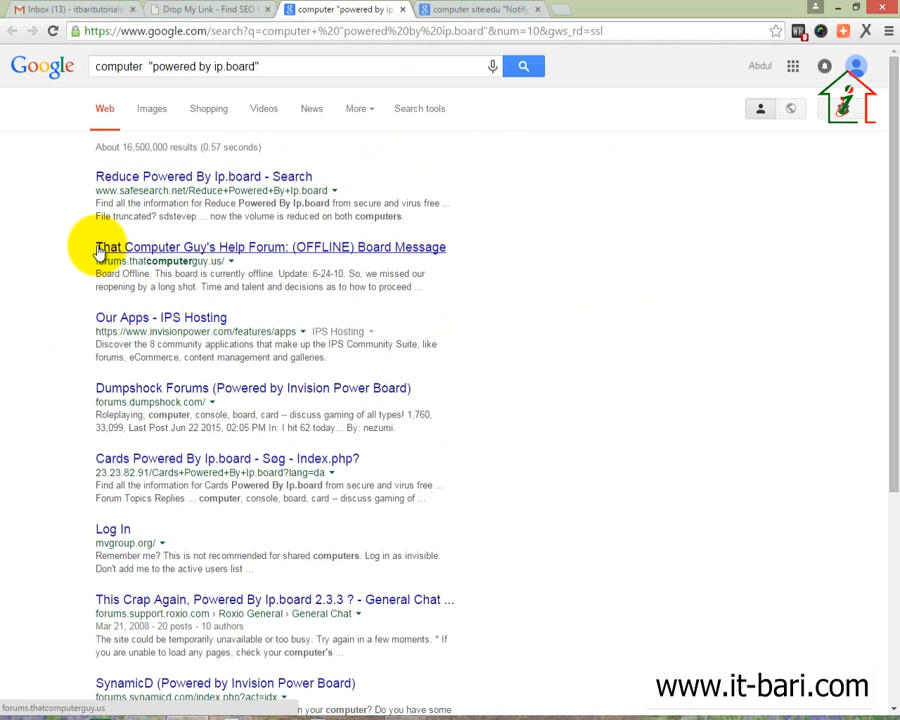 Inbox (13) - itbaritutorials
Drop My Link - Find SEO
computer "powered by ip.
computer site:edu "Notify
https://www.google.com/search?q=computer+%20"powered%20by%20ip.board"&num=10&gws_rd=ssl
Google
computer "powered by ip.board"
Abdul
Web
Images
Shopping
Videos
News
More
Search tools
About 16,500,000 results (0.57 seconds)
Reduce Powered By Ip.board - Search
www.safesearch.net/Reduce+Powered+By+Ip.board
Find all the information for Reduce Powered By Ip.board from secure and virus free ...
File truncated? sdstevep ... now the volume is reduced on both computers.
That Computer Guy's Help Forum: (OFFLINE) Board Message
forums.thatcomputerguy.us/
Board Offline. This board is currently offline. Update: 6-24-10. So, we missed our
reopening by a long shot. Time and talent and decisions as to how to proceed ...
Our Apps - IPS Hosting
https://www.invisionpower.com/features/apps IPS Hosting
Discover the 8 community applications that make up the IPS Community Suite, like
forums, eCommerce, content management and galleries.
Dumpshock Forums (Powered by Invision Power Board)
forums.dumpshock.com/
Roleplaying, computer, console, board, card -- discuss gaming of all types! 1,760,
33,099, Last Post Jun 22 2015, 02:05 PM In: I hit 62 today... By: nezumi.
Cards Powered By Ip.board - Søg - Index.php?
23.23.82.91/Cards+Powered+By+Ip.board?lang=da
Find all the information for Cards Powered By Ip.board from secure and virus free ...
Forum Topics Replies ... computer, console, board, card -- discuss gaming of ...
Log In
mvgroup.org/
Remember me? This is not recommended for shared computers. Log in as invisible.
Don't add me to the active users list ...
This Crap Again, Powered By Ip.board 2.3.3 ? - General Chat ...
forums.support.roxio.com › Roxio General › General Chat
Mar 21, 2008 - 20 posts - 10 authors
The site could be temporarily unavailable or too busy. Try again in a few moments. * If
you are unable to load any pages, check your computer's ...
SynamicD (Powered by Invision Power Board)
forums.synamicd.com/index.php?act=idx
forums.thatcomputerguy.us
your computer? Do you have some
www.it-bari.com